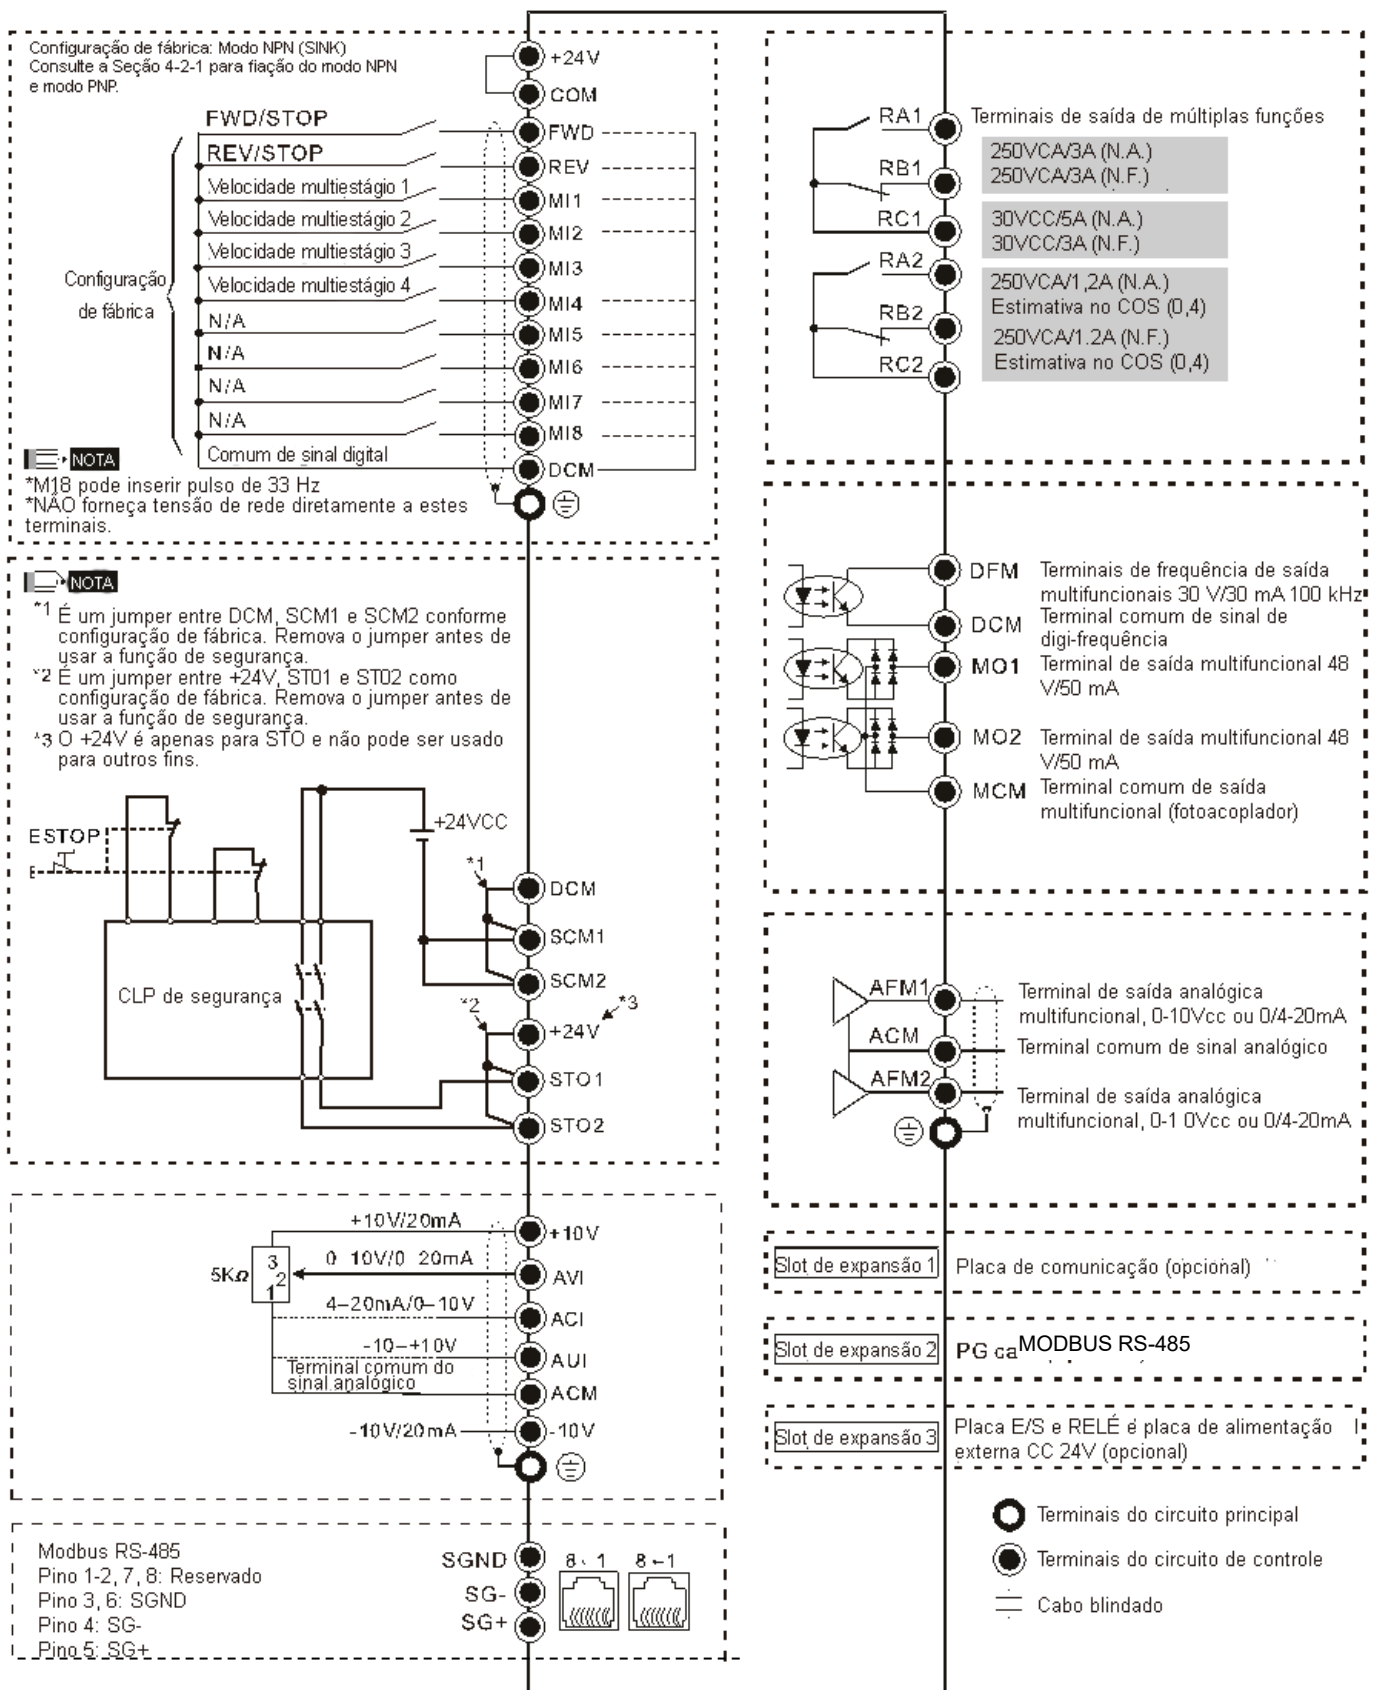 Configuração de fábrica: Modo NPN (SINK)
Consulte a Seção 4-2-1 para fiação do modo NPN
e modo PNP.
+24V
COM
FWD/STOP
FWD
REV/STOP
REV
Velocidade multiestágio 1
MI1
Velocidade multiestágio 2
MI2
Velocidade multiestágio 3
MI3
Velocidade multiestágio 4
MI4
Configuração
de fábrica
N/A
MI5
N/A
MI6
N/A
MI7
N/A
MI8
Comum de sinal digital
DCM
NOTA
*M18 pode inserir pulso de 33 Hz
*NÃO forneça tensão de rede diretamente a estes
terminais.
NOTA
*1 É um jumper entre DCM, SCM1 e SCM2 conforme
configuração de fábrica. Remova o jumper antes de
usar a função de segurança.
*2 É um jumper entre +24V, ST01 e ST02 como
configuração de fábrica. Remova o jumper antes de
usar a função de segurança.
*3 O +24V é apenas para STO e não pode ser usado
para outros fins.
+24VCC
ESTOP
*1
DCM
SCM1
SCM2
CLP de segurança
*2
*3
+24V
STO1
STO2
+10V/20mA
+10V
5KΩ
3
2
1
0 10V/0 20mA
AVI
4–20mA/0–10V
ACI
-10–+10V
AUI
Terminal comum do
sinal analógico
ACM
-10V/20mA
-10V
Modbus RS-485
Pino 1-2, 7, 8: Reservado
Pino 3, 6: SGND
Pino 4: SG-
Pino 5: SG+
SGND
SG-
SG+
8 1
8←1
RA1
Terminais de saída de múltiplas funções
250VCA/3A (N.A.)
250VCA/3A (N.F.)
RB1
RC1
30VCC/5A (N.A.)
30VCC/3A (N.F.)
RA2
250VCA/1,2A (N.A.)
Estimativa no COS (0,4)
RB2
250VCA/1.2A (N.F.)
Estimativa no COS (0,4)
RC2
DFM
Terminais de frequência de saída
multifuncionais 30 V/30 mA 100 kHz
DCM
Terminal comum de sinal de
digi-frequência
MO1
Terminal de saída multifuncional 48
V/50 mA
MO2
Terminal de saída multifuncional 48
V/50 mA
MCM
Terminal comum de saída
multifuncional (fotoacoplador)
AFM1
Terminal de saída analógica
multifuncional, 0-10Vcc ou 0/4-20mA
ACM
Terminal comum de sinal analógico
AFM2
Terminal de saída analógica
multifuncional, 0-1 0Vcc ou 0/4-20mA
Slot de expansão 1
Placa de comunicação (opcional)
Slot de expansão 2
PG ca MODBUS RS-485
Slot de expansão 3
Placa E/S e RELÉ e placa de alimentação
externa CC 24V (opcional)
Terminais do circuito principal
Terminais do circuito de controle
Cabo blindado